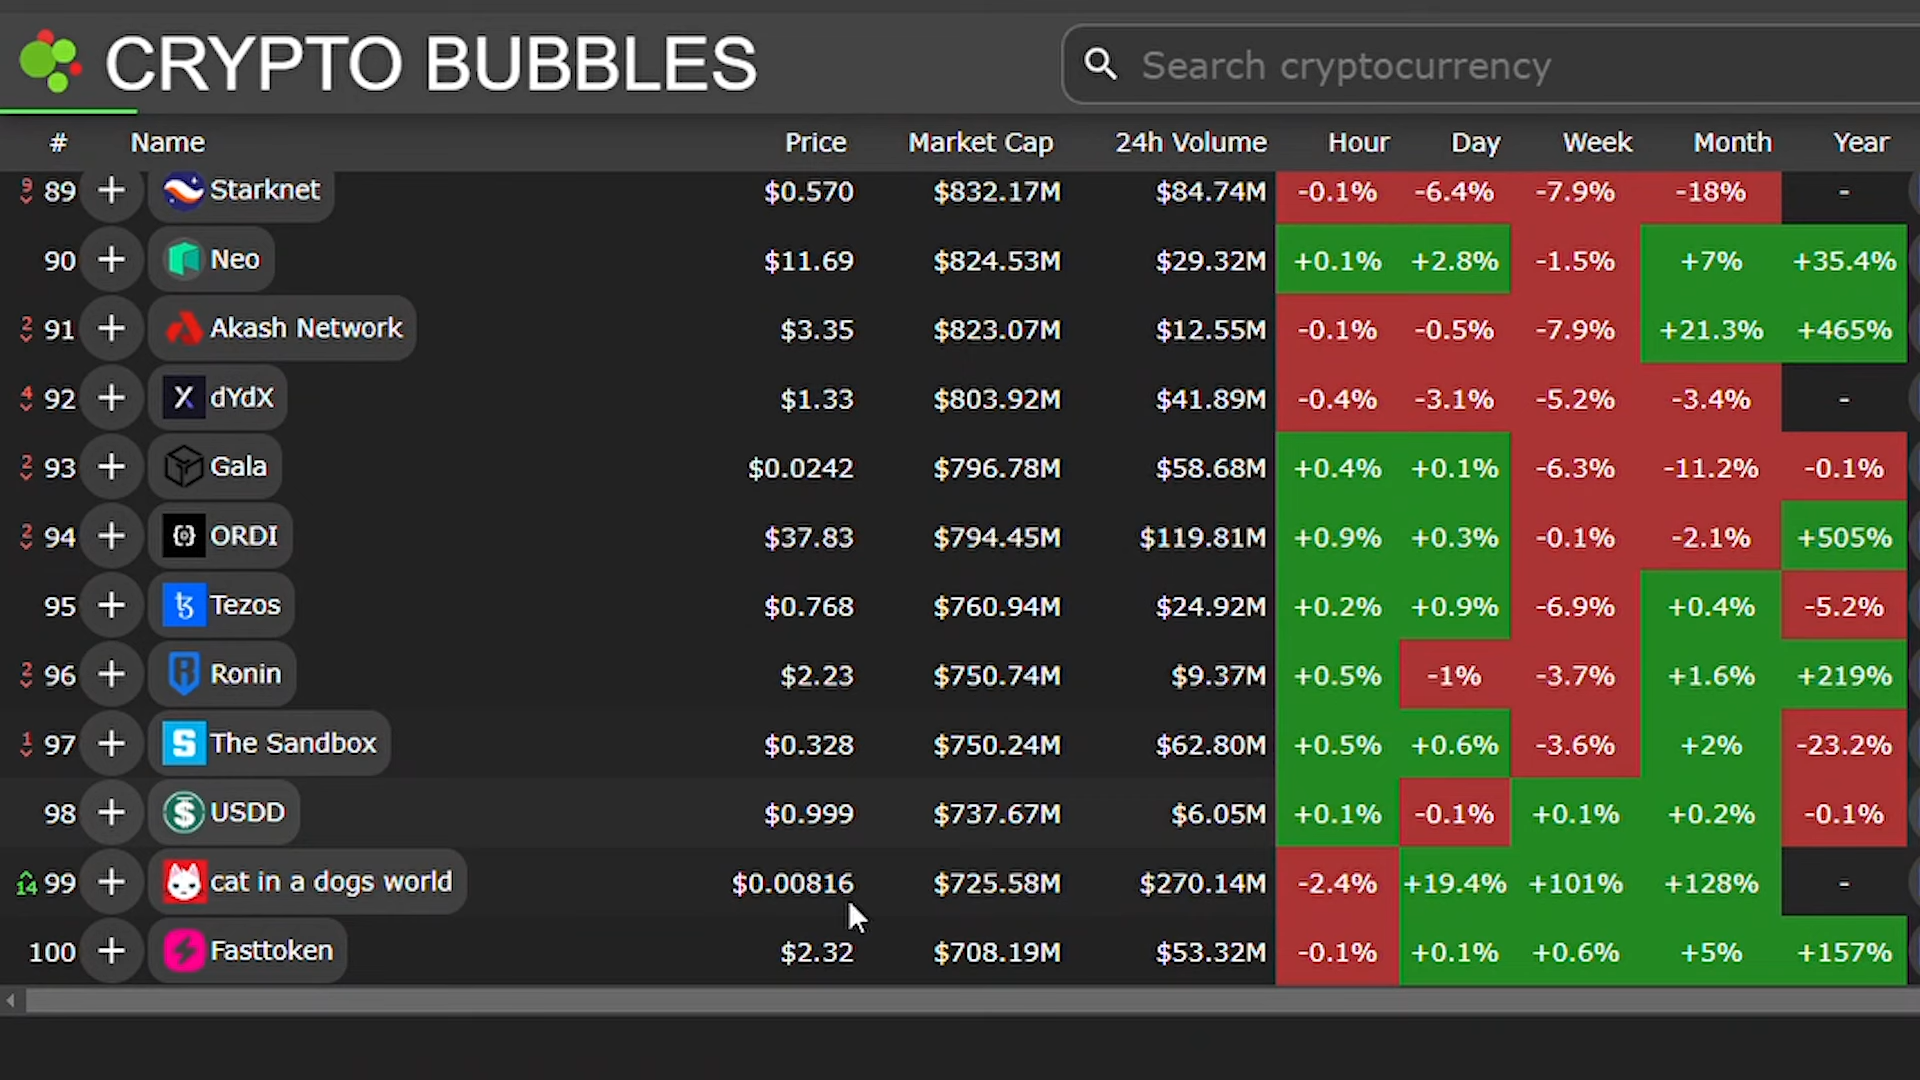 CRYPTO BUBBLES Search cryptocurrency
# Name Price Market Cap 24h Volume Hour Day Week Month Year
9 89 + Starknet $0.570 $832.17M $84.74M -0.1% -6.4% -7.9% -18% -
90 + Neo $11.69 $824.53M $29.32M +0.1% +2.8% -1.5% +7% +35.4%
2 91 + Akash Network $3.35 $823.07M $12.55M -0.1% -0.5% -7.9% +21.3% +465%
4 92 + dYdX $1.33 $803.92M $41.89M -0.4% -3.1% -5.2% -3.4% -
2 93 + Gala $0.0242 $796.78M $58.68M +0.4% +0.1% -6.3% -11.2% -0.1%
2 94 + ORDI $37.83 $794.45M $119.81M +0.9% +0.3% -0.1% -2.1% +505%
95 + Tezos $0.768 $760.94M $24.92M +0.2% +0.9% -6.9% +0.4% -5.2%
2 96 + Ronin $2.23 $750.74M $9.37M +0.5% -1% -3.7% +1.6% +219%
1 97 + The Sandbox $0.328 $750.24M $62.80M +0.5% +0.6% -3.6% +2% -23.2%
98 + USDD $0.999 $737.67M $6.05M +0.1% -0.1% +0.1% +0.2% -0.1%
14 99 + cat in a dogs world $0.00816 $725.58M $270.14M -2.4% +19.4% +101% +128% -
100 + Fasttoken $2.32 $708.19M $53.32M -0.1% +0.1% +0.6% +5% +157%